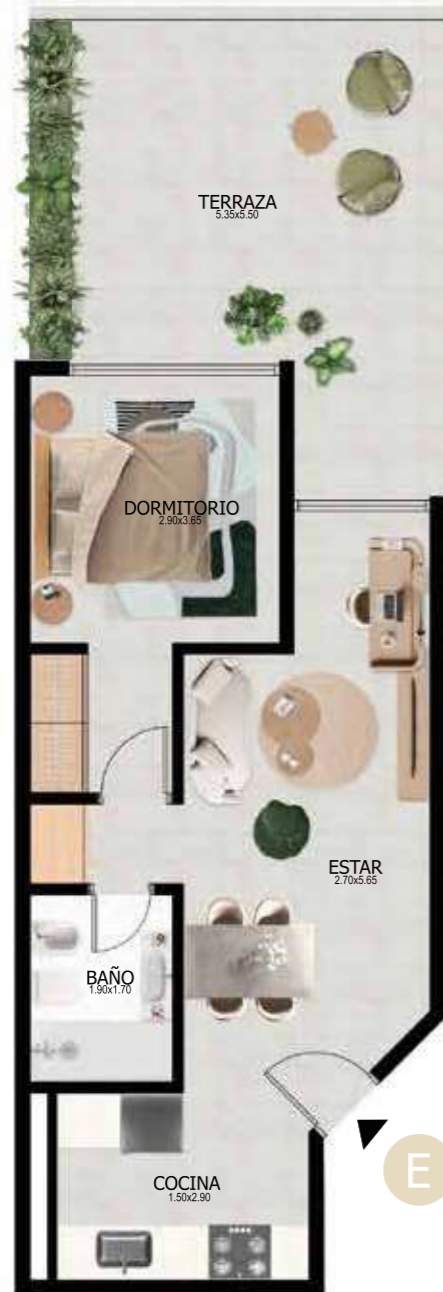 TERRAZA
5.35x5.50
DORMITORIO
2.90x3.65
ESTAR
2.70x5.65
BAÑO
1.90x1.70
COCINA
1.50x2.90
E